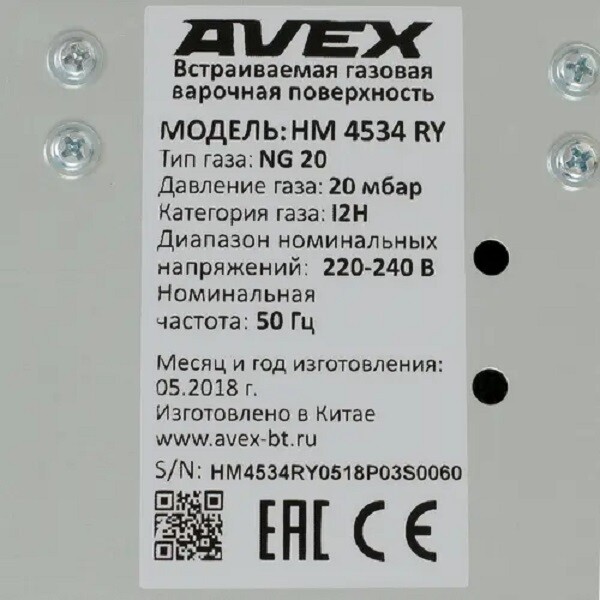 AVEX
Встраиваемая газовая
варочная поверхность
МОДЕЛЬ: HM 4534 RY
Тип газа: NG 20
Давление газа: 20 мбар
Категория газа: I2H
Диапазон номинальных
напряжений: 220-240 В
Номинальная
частота: 50 Гц
Месяц и год изготовления:
05.2018 г.
Изготовлено в Китае
www.avex-bt.ru
S/N: HM4534RY0518P03S0060
EAC CE